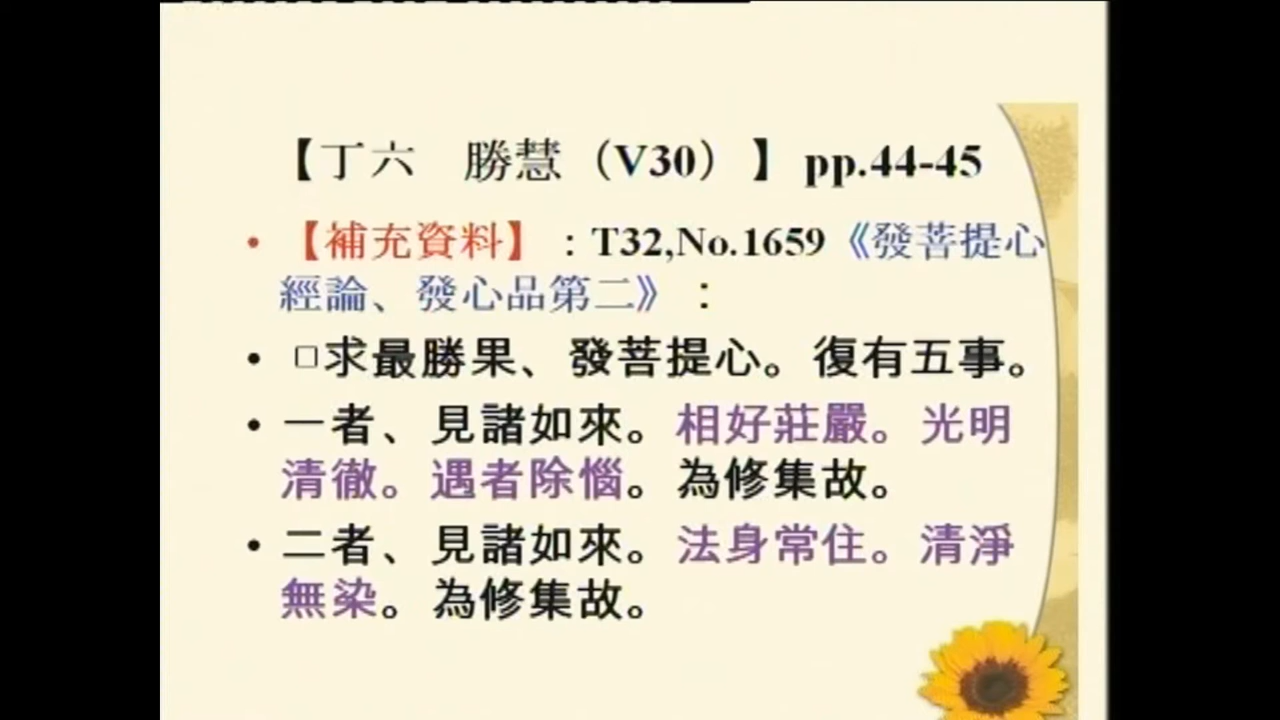 【丁六　勝慧（V30）】pp.44-45
• 【補充資料】：T32,No.1659《發菩提心
經論、發心品第二》：
• □求最勝果、發菩提心。復有五事。
• 一者、見諸如來。相好莊嚴。光明
清徹。遇者除惱。為修集故。
• 二者、見諸如來。法身常住。清淨
無染。為修集故。